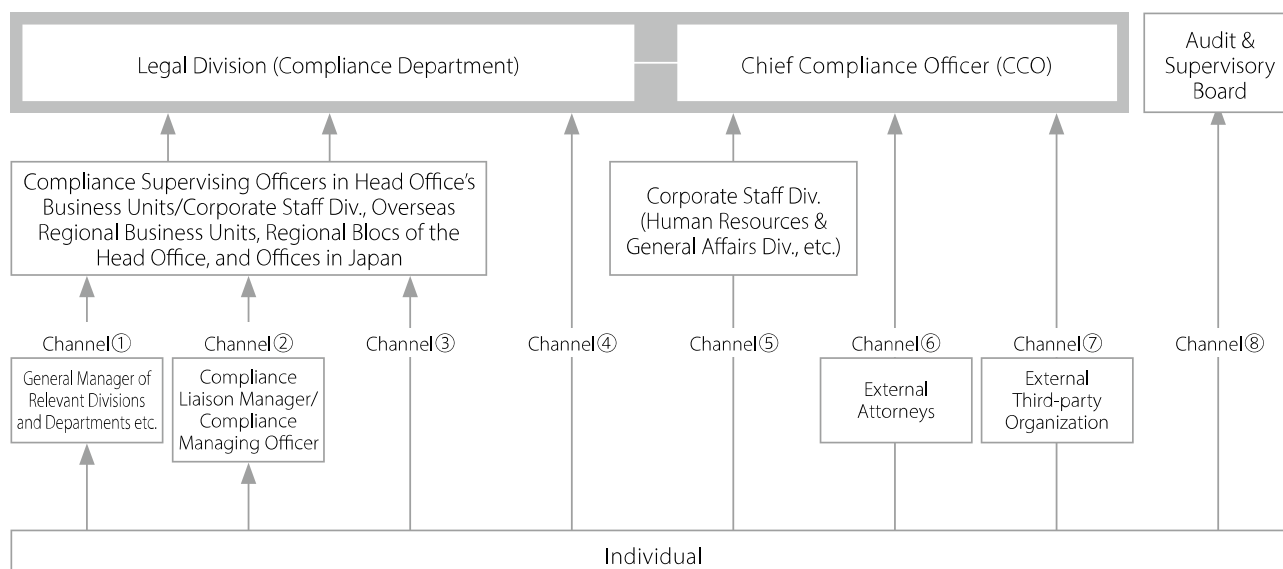 Legal Division (Compliance Department)
Chief Compliance Officer (CCO)
Audit &
Supervisory
Board
Compliance Supervising Officers in Head Office's
Business Units/Corporate Staff Div., Overseas
Regional Business Units, Regional Blocs of the
Head Office, and Offices in Japan
Corporate Staff Div.
(Human Resources &
General Affairs Div., etc.)
Channel①
Channel②
Channel③
Channel④
Channel⑤
Channel⑥
Channel⑦
Channel⑧
General Manager of
Relevant Divisions
and Departments etc.
Compliance
Liaison Manager/
Compliance
Managing Officer
External
Attorneys
External
Third-party
Organization
Individual